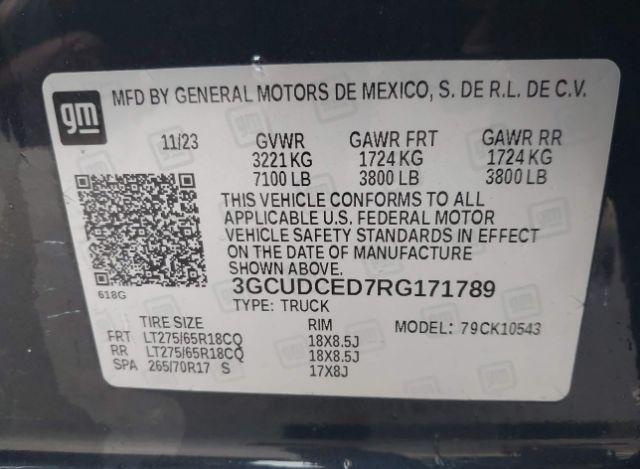 gm
MFD BY GENERAL MOTORS DE MEXICO, S. DE R.L. DE C.V.
11/23 GVWR GAWR FRT GAWR RR
3221 KG 1724 KG 1724 KG
7100 LB 3800 LB 3800 LB
THIS VEHICLE CONFORMS TO ALL
APPLICABLE U.S. FEDERAL MOTOR
VEHICLE SAFETY STANDARDS IN EFFECT
ON THE DATE OF MANUFACTURE
SHOWN ABOVE.
618G
3GCUDCED7RG171789
TYPE: TRUCK
TIRE SIZE RIM MODEL: 79CK10543
FRT LT275/65R18CQ 18X8.5J
RR LT275/65R18CQ 18X8.5J
SPA 265/70R17 S 17X8J